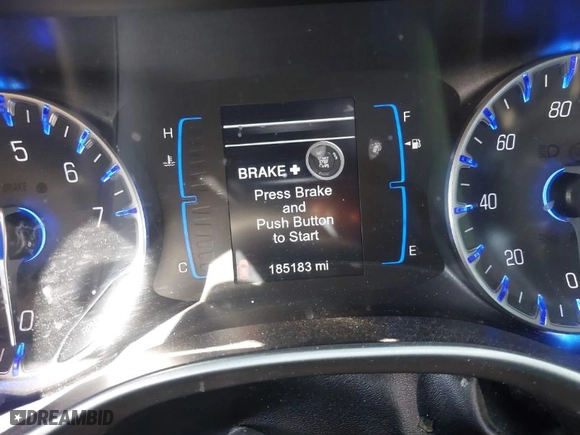 H
F
5
6
7
0
C
E
BRAKE +
Press Brake
and
Push Button
to Start
185183 mi
80
60
40
20
0
DREAMBID